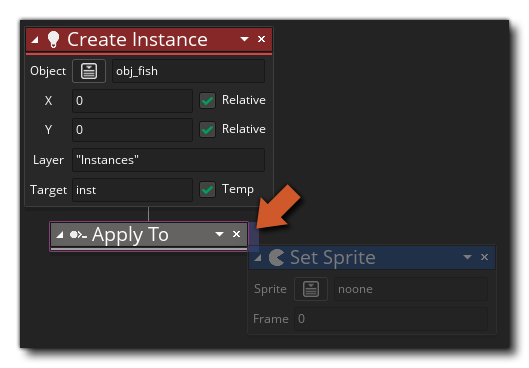 Create Instance
Object obj_fish
X 0 Relative
Y 0 Relative
Layer "Instances"
Target inst Temp
Apply To
Set Sprite
Sprite noone
Frame 0